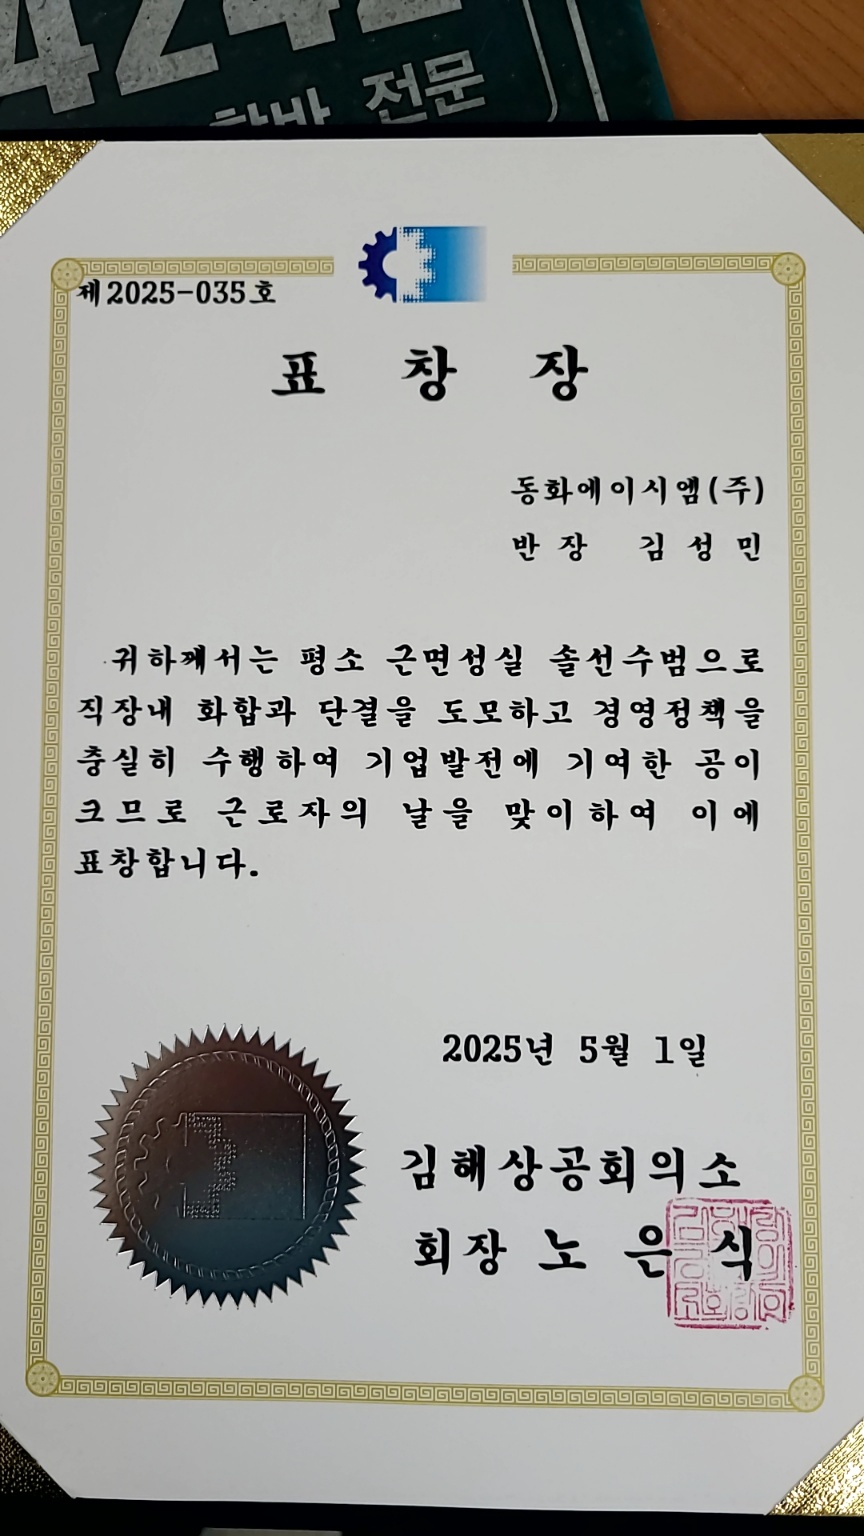 4242
전문
제2025-035호
표 창 장
동화에이시엠(주)
반 장 김 성 민
귀하께서는 평소 근면성실 솔선수범으로
직장내 화합과 단결을 도모하고 경영정책을
충실히 수행하여 기업발전에 기여한 공이
크므로 근로자의 날을 맞이하여 이에
표창합니다.
2025년 5월 1일
김해상공회의소
회장 노 은 식